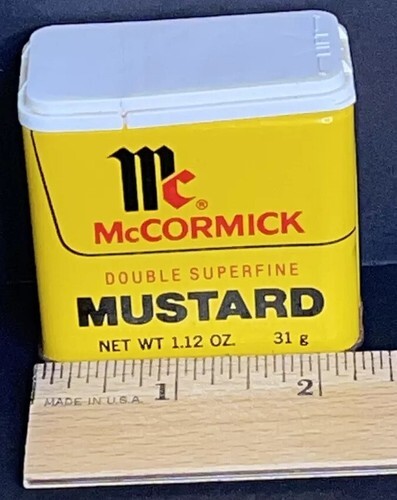 Mc®
McCORMICK
DOUBLE SUPERFINE
MUSTARD
NET WT 1.12 OZ. 31 g
1 2
MADE IN U.S.A.